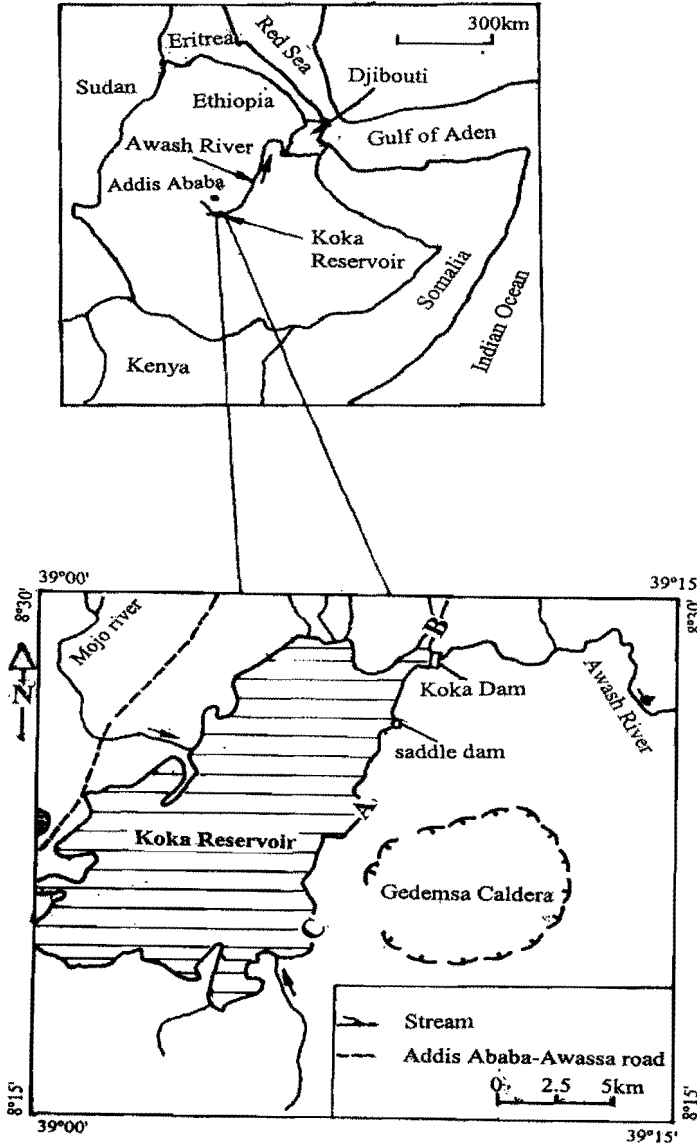 300km
Eritrea
Red Sea
Sudan
Djibouti
Ethiopia
Gulf of Aden
Awash River
Addis Ababa
Koka
Reservoir
Somalia
Indian Ocean
Kenya
39°00'
39°15'
8°30'
8°30'
Mojo river
B
N
Koka Dam
Awash River
saddle dam
A
Koka Reservoir
Gedemsa Caldera
C
Stream
Addis Ababa-Awassa road
0 2.5 5km
8°15'
8°15'
39°00'
39°15'